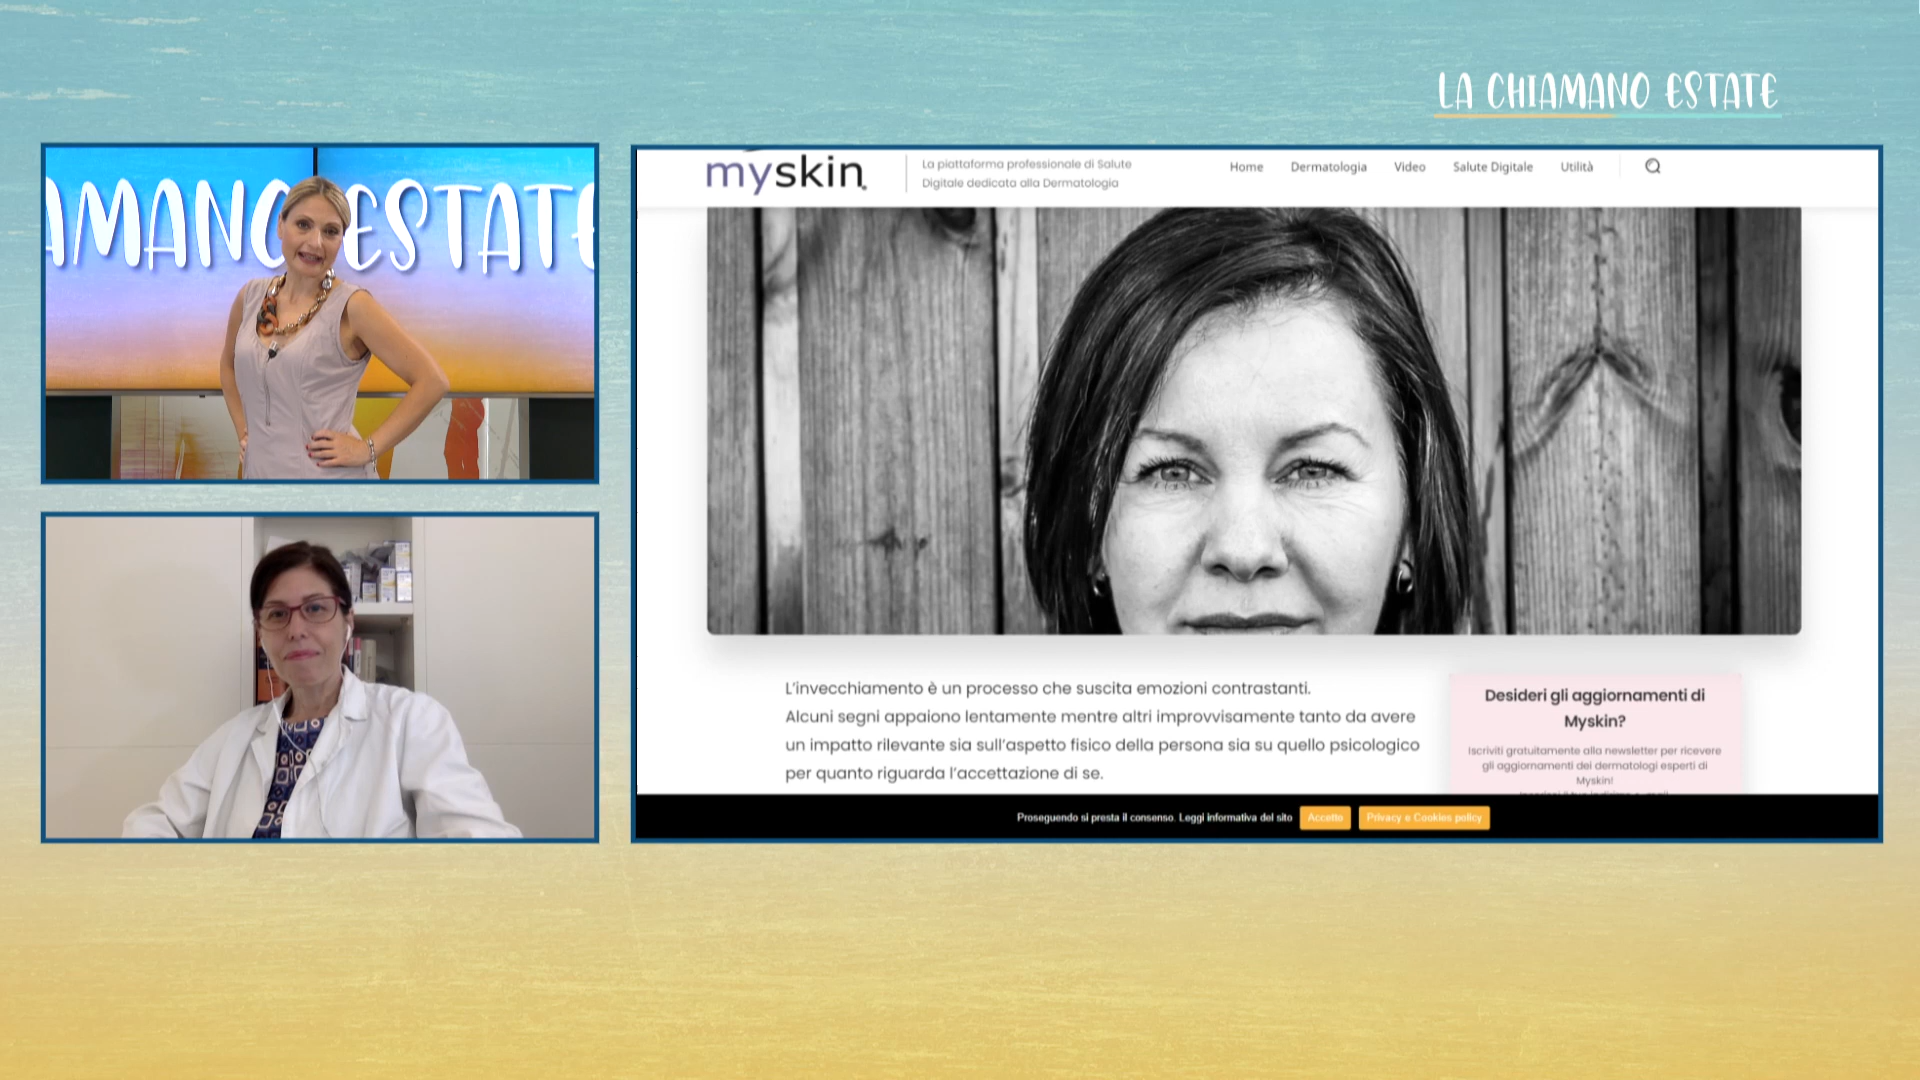 LA CHIAMANO ESTATE
AMANO ESTATE
myskin
La piattaforma professionale di Salute
Digitale dedicata alla Dermatologia
Home Dermatologia Video Salute Digitale Utilità
L'invecchiamento è un processo che suscita emozioni contrastanti.
Alcuni segni appaiono lentamente mentre altri improvvisamente tanto da avere
un impatto rilevante sia sull'aspetto fisico della persona sia su quello psicologico
per quanto riguarda l'accettazione di se.
Desideri gli aggiornamenti di
Myskin?
Iscriviti gratuitamente alla newsletter per ricevere
gli aggiornamenti dei dermatologi esperti di
Myskin!
Proseguendo si presta il consenso. Leggi informativa del sito Accetto Privacy e Cookies policy